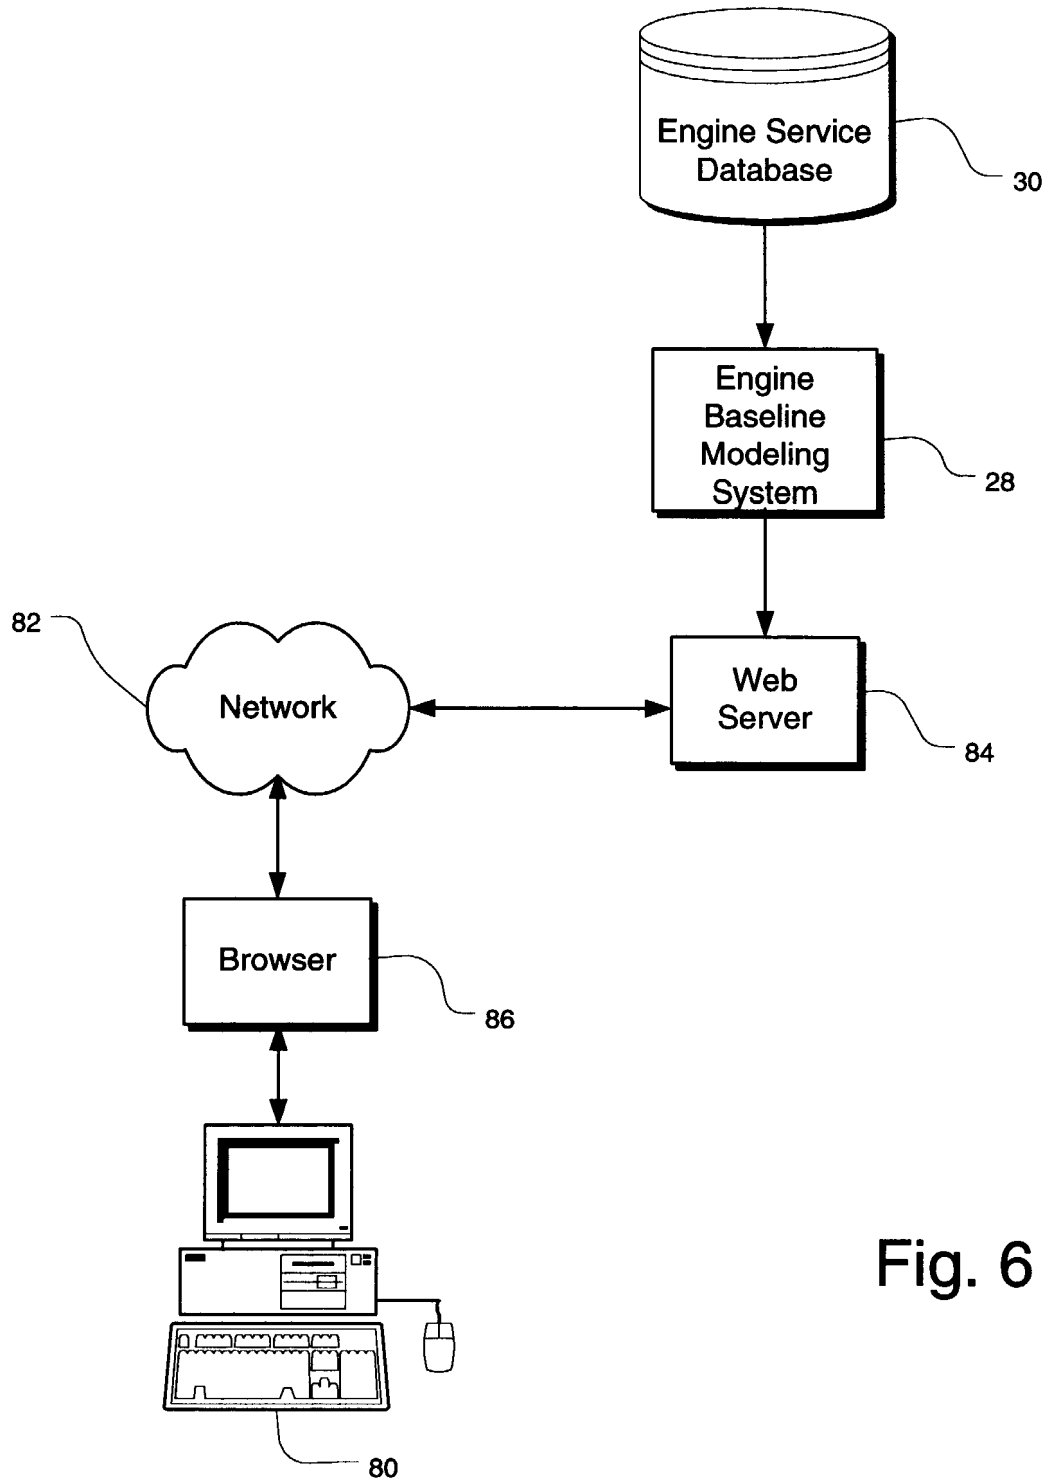 Engine Service
Database
30
Engine
Baseline
Modeling
System
28
82
Network
Web
Server
84
Browser
86
Fig. 6
80